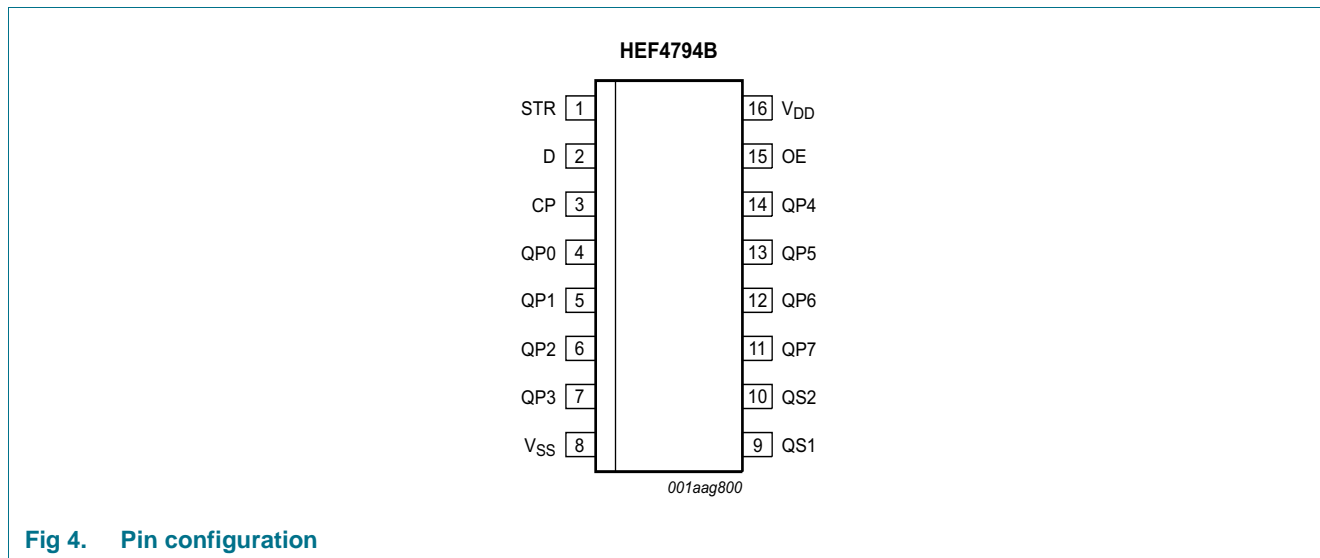 HEF4794B
STR 1 16 VDD
D 2 15 OE
CP 3 14 QP4
QP0 4 13 QP5
QP1 5 12 QP6
QP2 6 11 QP7
QP3 7 10 QS2
VSS 8 9 QS1
001aag800
Fig 4. Pin configuration